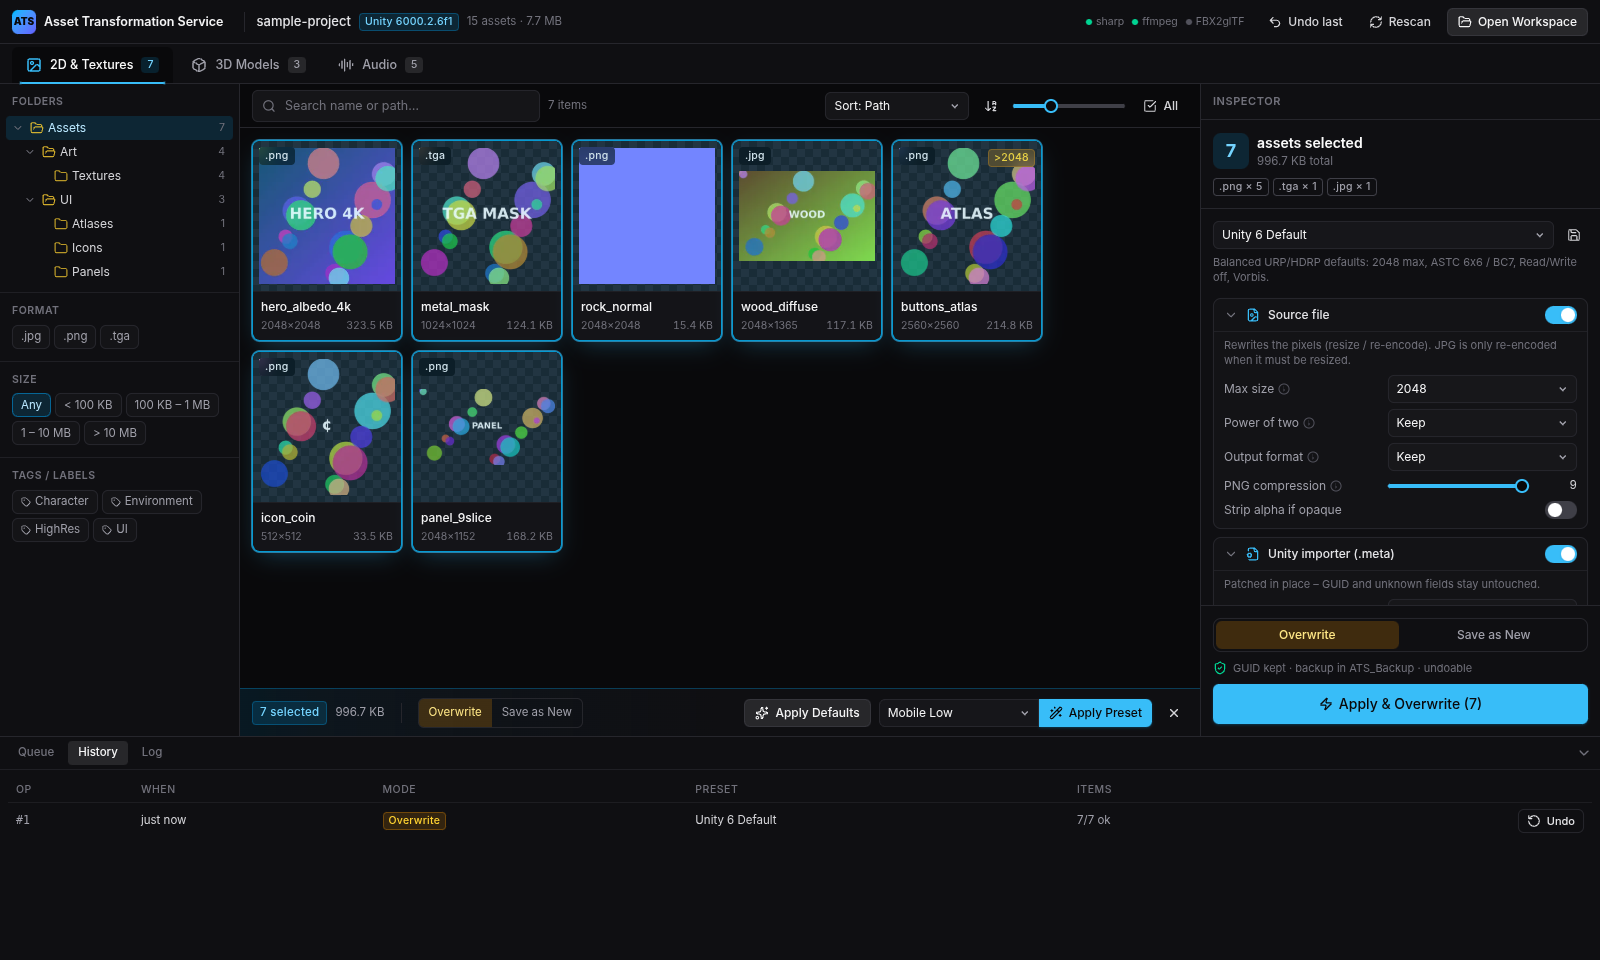 ATS Asset Transformation Service sample-project Unity 6000.2.6f1 15 assets · 7.7 MB sharp ffmpeg FBX2glTF Undo last Rescan Open Workspace
2D & Textures 7 3D Models 3 Audio 5
FOLDERS
Assets 7
Art 4
Textures 4
UI 3
Atlases 1
Icons 1
Panels 1
FORMAT
.jpg .png .tga
SIZE
Any < 100 KB 100 KB – 1 MB
1 – 10 MB > 10 MB
TAGS / LABELS
Character Environment
HighRes UI
Search name or path... 7 items Sort: Path All
.png .tga .png .jpg .png >2048
HERO 4K TGA MASK WOOD ATLAS
hero_albedo_4k metal_mask rock_normal wood_diffuse buttons_atlas
2048×2048 323.5 KB 1024×1024 124.1 KB 2048×2048 15.4 KB 2048×1365 117.1 KB 2560×2560 214.8 KB
.png .png
₵ PANEL
icon_coin panel_9slice
512×512 33.5 KB 2048×1152 168.2 KB
7 selected 996.7 KB Overwrite Save as New Apply Defaults Mobile Low Apply Preset
INSPECTOR
7 assets selected
996.7 KB total
.png × 5 .tga × 1 .jpg × 1
Unity 6 Default
Balanced URP/HDRP defaults: 2048 max, ASTC 6x6 / BC7, Read/Write
off, Vorbis.
Source file
Rewrites the pixels (resize / re-encode). JPG is only re-encoded
when it must be resized.
Max size 2048
Power of two Keep
Output format Keep
PNG compression 9
Strip alpha if opaque
Unity importer (.meta)
Patched in place – GUID and unknown fields stay untouched.
Overwrite Save as New
GUID kept · backup in ATS_Backup · undoable
Apply & Overwrite (7)
Queue History Log
OP WHEN MODE PRESET ITEMS
#1 just now Overwrite Unity 6 Default 7/7 ok Undo